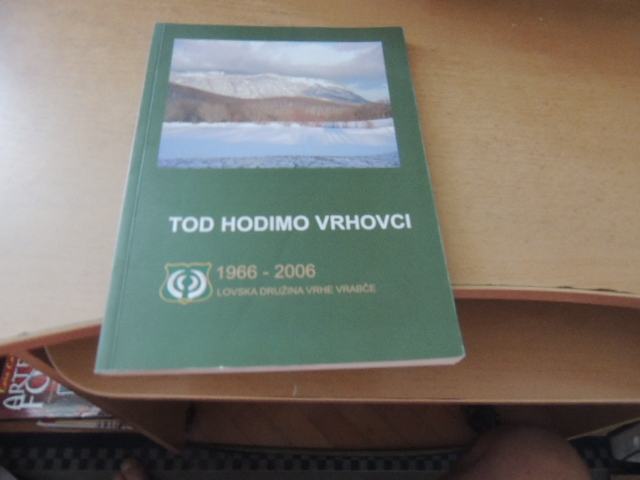 TOD HODIMO VRHOVCI
1966 - 2006
LOVSKA DRUŽINA VRHE VRABČE